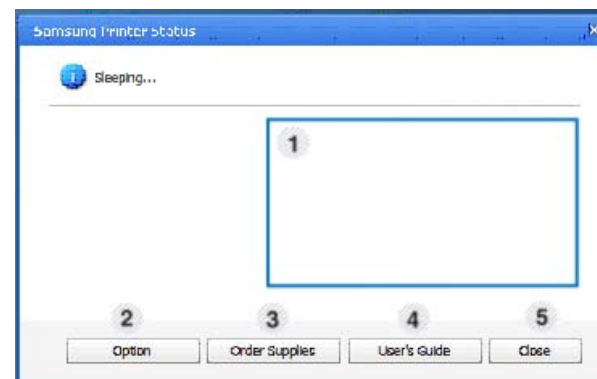 Samsung Printer Status
Sleeping...
1
2 3 4 5
Option Order Supplies User's Guide Close